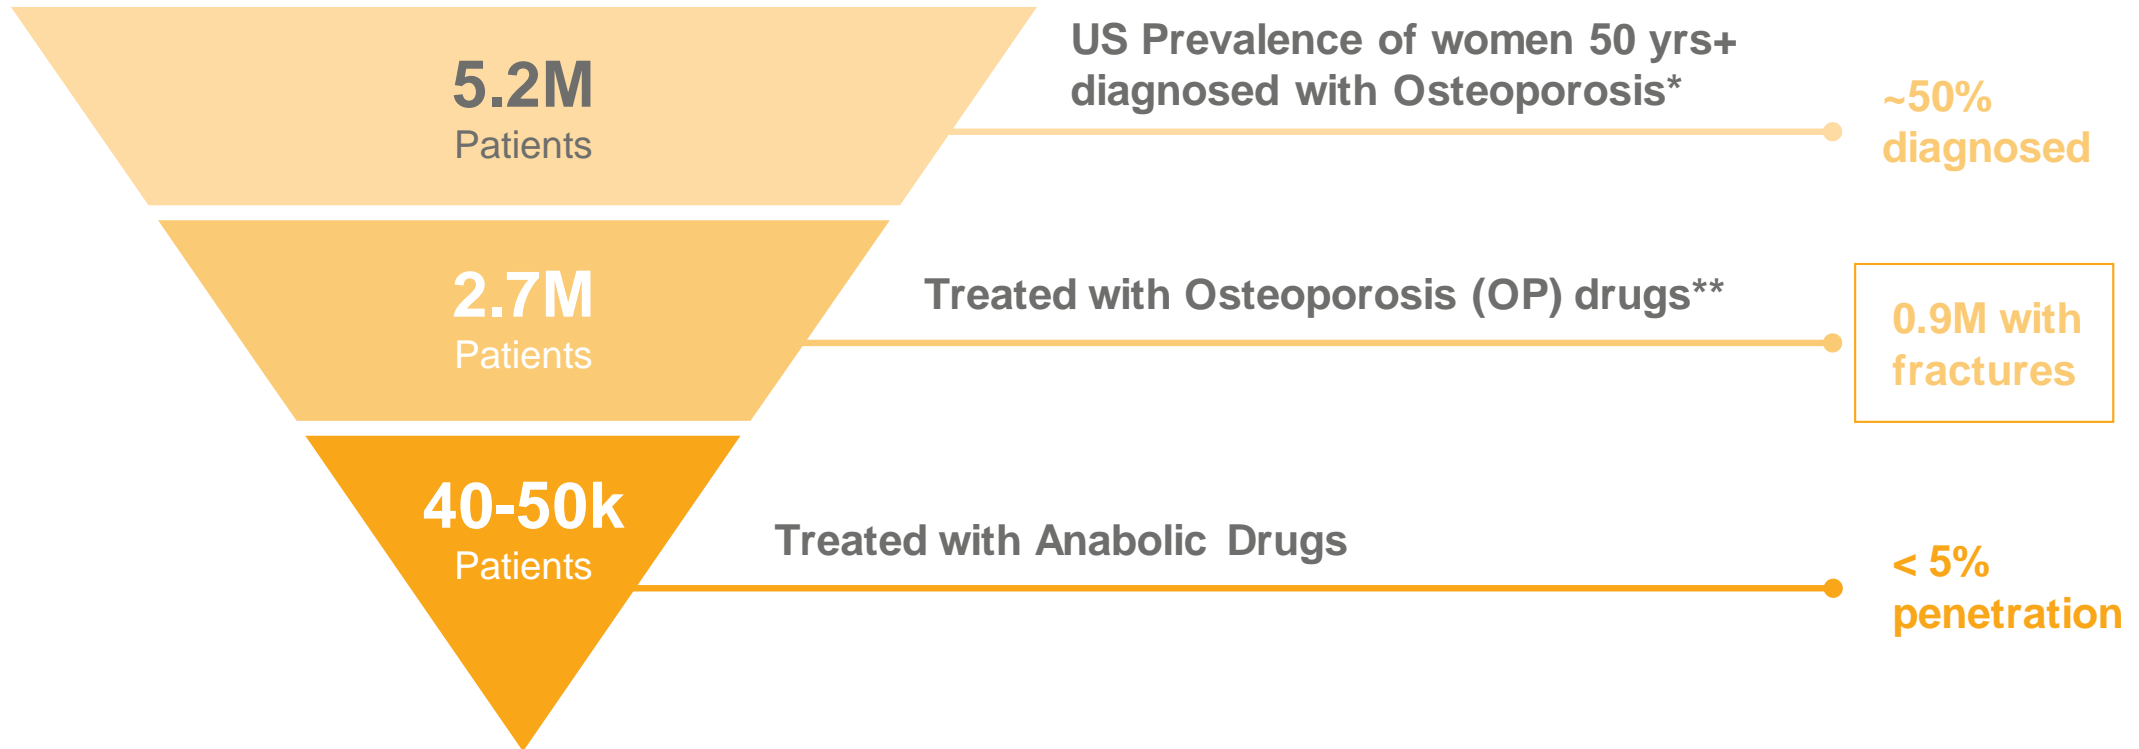 5.2M
Patients
US Prevalence of women 50 yrs+
diagnosed with Osteoporosis*
~50%
diagnosed
2.7M
Patients
Treated with Osteoporosis (OP) drugs**
0.9M with
fractures
40-50k
Patients
Treated with Anabolic Drugs
< 5%
penetration